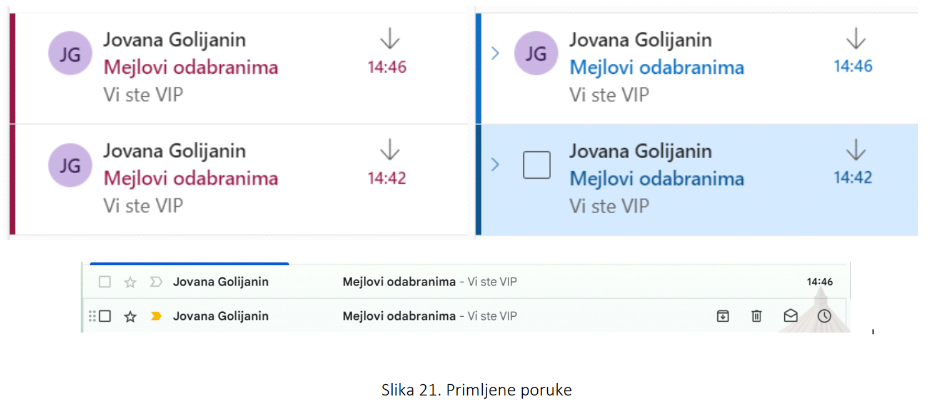 JG
Jovana Golijanin
Mejlovi odabranima
14:46
Vi ste VIP
JG
Jovana Golijanin
Mejlovi odabranima
14:42
Vi ste VIP
JG
Jovana Golijanin
Mejlovi odabranima
14:46
Vi ste VIP
Jovana Golijanin
Mejlovi odabranima
14:42
Vi ste VIP
Jovana Golijanin Mejlovi odabranima - Vi ste VIP 14:46
Jovana Golijanin Mejlovi odabranima - Vi ste VIP
Slika 21. Primljene poruke